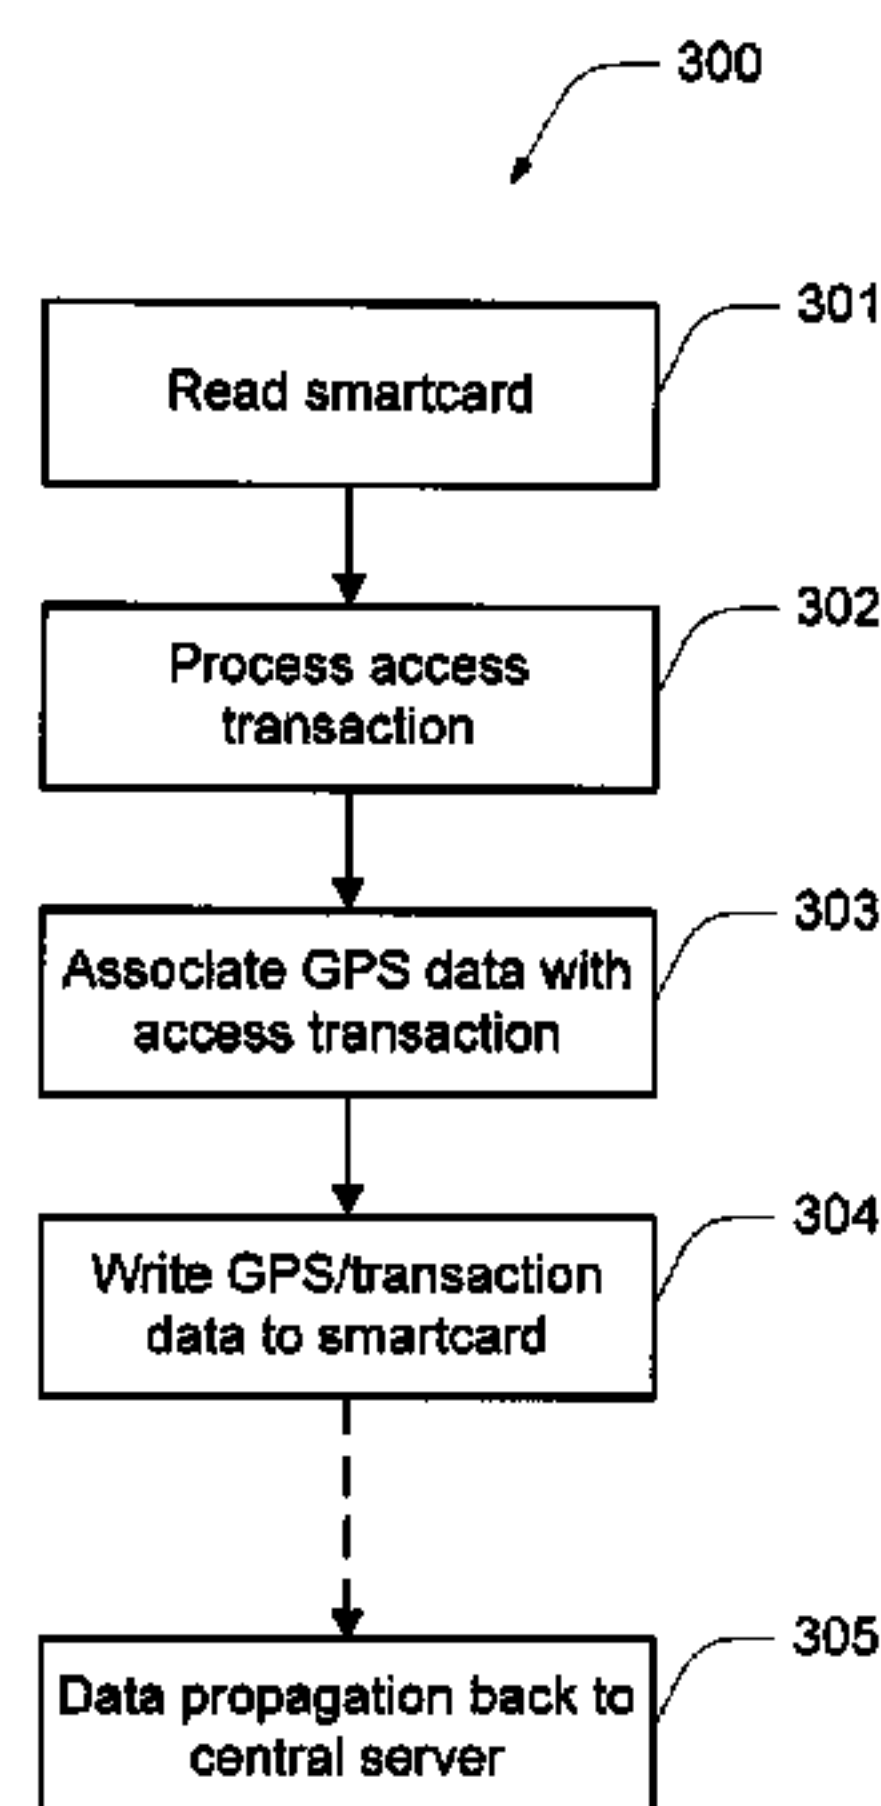 300
301
Read smartcard
302
Process access
transaction
303
Associate GPS data with
access transaction
304
Write GPS/transaction
data to smartcard
305
Data propagation back to
central server